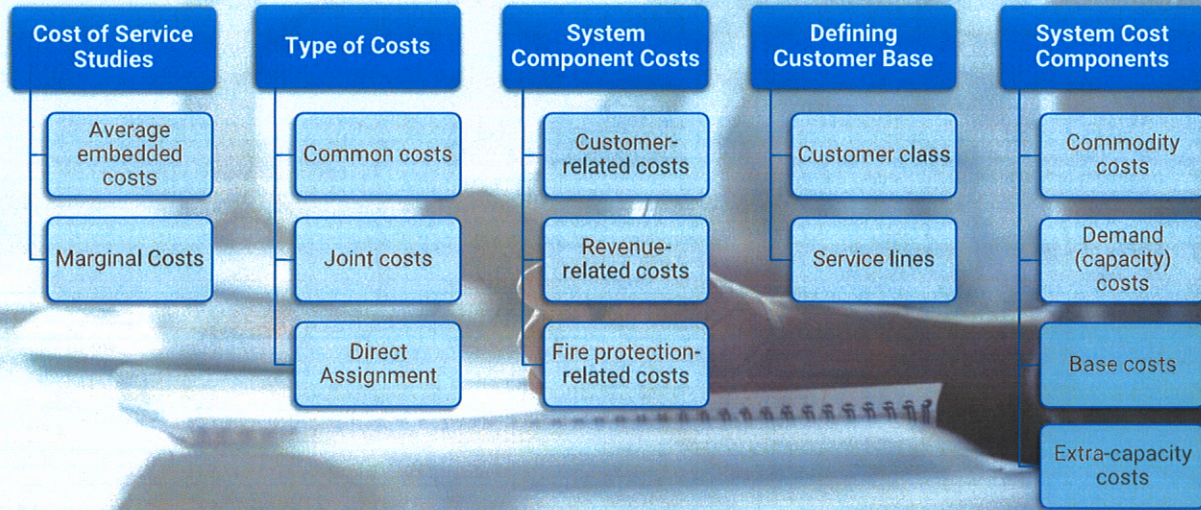 Cost of Service
Studies
Average
embedded
costs
Marginal Costs
Type of Costs
Common costs
Joint costs
Direct
Assignment
System
Component Costs
Customer-
related costs
Revenue-
related costs
Fire protection-
related costs
Defining
Customer Base
Customer class
Service lines
System Cost
Components
Commodity
costs
Demand
(capacity)
costs
Base costs
Extra-capacity
costs